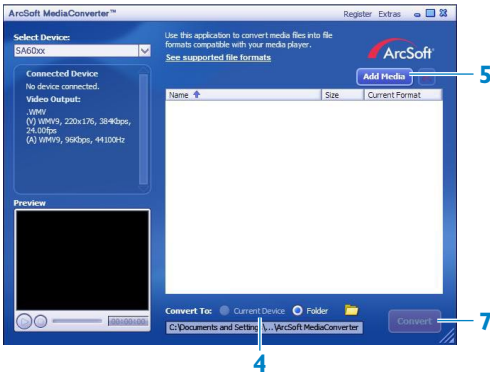 ArcSoft MediaConverter™ Register Extras
Select Device:
SA60xx
Connected Device
No device connected.
Video Output:
.WMV
(V) WMV9, 220x176, 384Kbps,
24.00fps
(A) WMV9, 96Kbps, 44100Hz
Preview
00:00:00
Use this application to convert media files into file
formats compatible with your media player.
See supported file formats
ArcSoft®
Add Media
5
Name Size Current Format
Convert To: Current Device Folder
C:\Documents and Settings\,...\ArcSoft MediaConverter
Convert
7
4